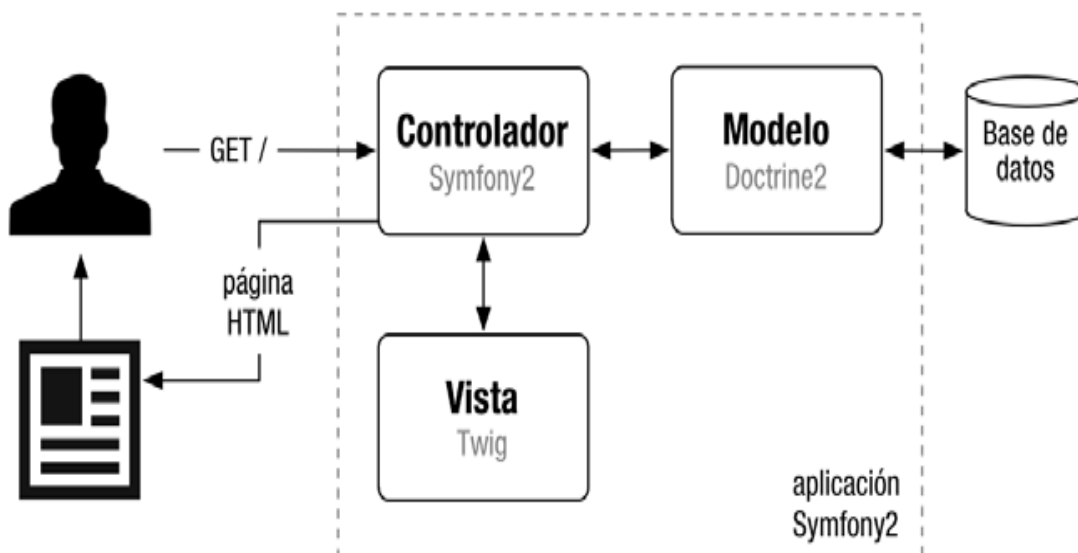 GET /
Controlador
Symfony2
Modelo
Doctrine2
Base de
datos
página
HTML
Vista
Twig
aplicación
Symfony2